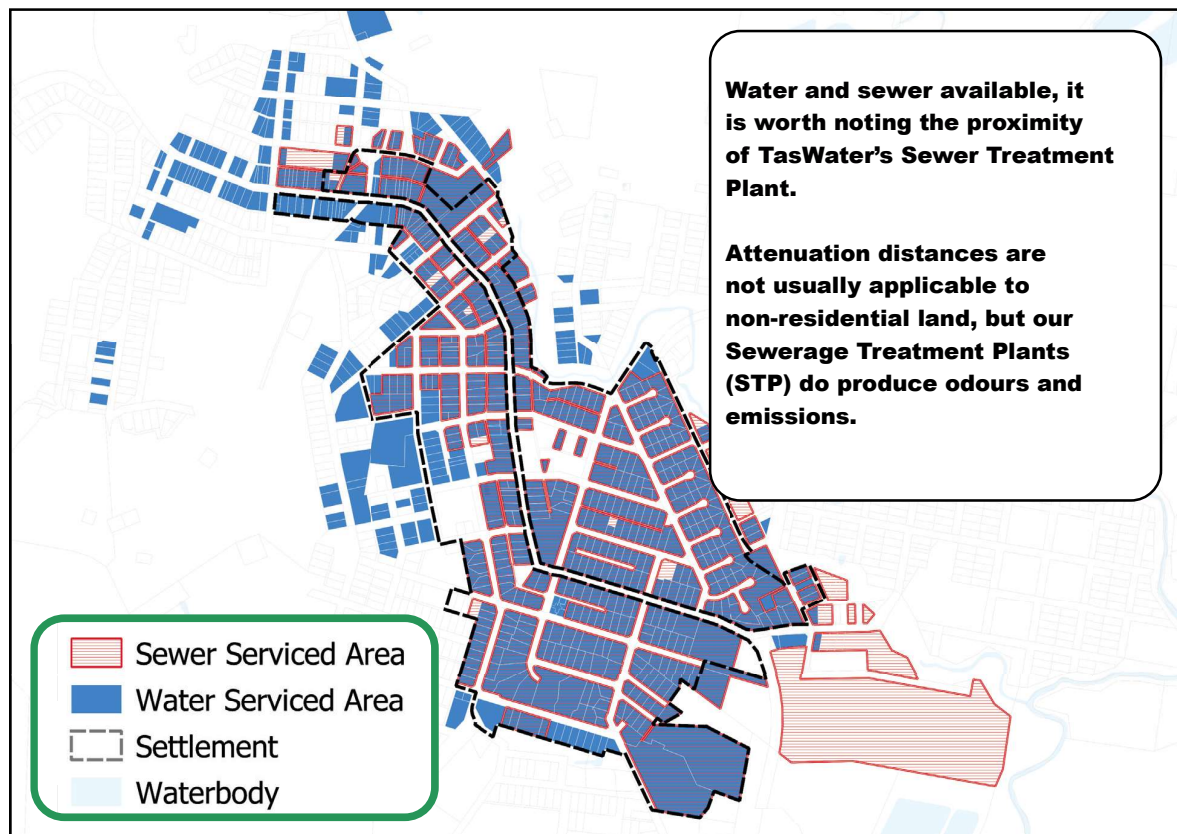 Water and sewer available, it
is worth noting the proximity
of TasWater’s Sewer Treatment
Plant.
Attenuation distances are
not usually applicable to
non-residential land, but our
Sewerage Treatment Plants
(STP) do produce odours and
emissions.
Sewer Serviced Area
Water Serviced Area
Settlement
Waterbody